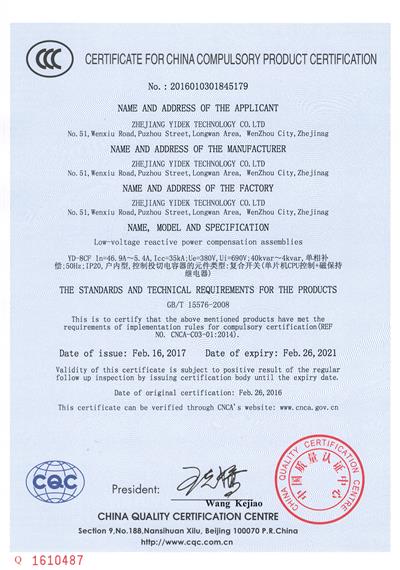 CCC
CERTIFICATE FOR CHINA COMPULSORY PRODUCT CERTIFICATION
No.: 2016010301845179
NAME AND ADDRESS OF THE APPLICANT
ZHEJIANG YIDEK TECHNOLOGY CO.LTD
No.51,Wenxiu Road,Puzhou Street,Longwan Area, WenZhou City,Zhejinag
NAME AND ADDRESS OF THE MANUFACTURER
ZHEJIANG YIDEK TECHNOLOGY CO.LTD
No.51,Wenxiu Road,Puzhou Street,Longwan Area, WenZhou City,Zhejinag
NAME AND ADDRESS OF THE FACTORY
ZHEJIANG YIDEK TECHNOLOGY CO.LTD
No.51,Wenxiu Road,Puzhou Street,Longwan Area, WenZhou City,Zhejinag
NAME, MODEL AND SPECIFICATION
Low-voltage reactive power compensation assemblies
YD-8CF In=46.9A~5.4A,Icc=35kA;Ue=380V,Ui=690V;40kvar~4kvar,单相补
偿;50Hz;IP20,户内型,控制投切电容器的元件类型:复合开关(单片机CPU控制+磁保持
继电器)
THE STANDARDS AND TECHNICAL REQUIREMENTS FOR THE PRODUCTS
GB/T 15576-2008
This is to certify that the above mentioned products have met the
requirements of implementation rules for compulsory certification(REF
NO. CNCA-C03-01:2014).
Date of issue: Feb.16,2017 Date of expiry: Feb.26,2021
Validity of this certificate is subject to positive result of the regular
follow up inspection by issuing certification body until the expiry date.
Date of original certification: Feb.26,2016
This certificate can be verified through CNCA's website: www.cnca.gov.cn
CQC
President:
Wang Kejiao
CHINA QUALITY CERTIFICATION CENTRE
中国质量认证中心
CHINA QUALITY CERTIFICATION CENTRE
Section 9,No.188,Nansihuan Xilu, Beijing 100070 P.R.China
http://www.cqc.com.cn
Q 1610487